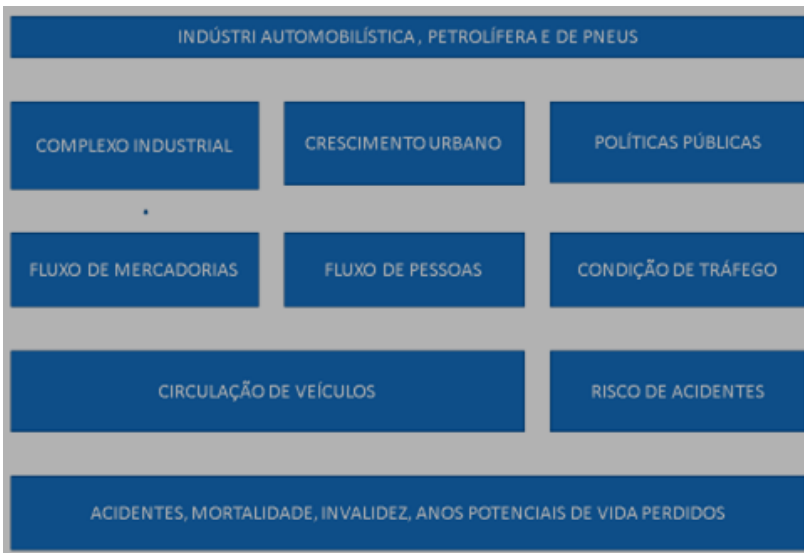 INDÚSTRI AUTOMOBILÍSTICA , PETROLÍFERA E DE PNEUS
COMPLEXO INDUSTRIAL
CRESCIMENTO URBANO
POLÍTICAS PÚBLICAS
FLUXO DE MERCADORIAS
FLUXO DE PESSOAS
CONDIÇÃO DE TRÁFEGO
CIRCULAÇÃO DE VEÍCULOS
RISCO DE ACIDENTES
ACIDENTES, MORTALIDADE, INVALIDEZ, ANOS POTENCIAIS DE VIDA PERDIDOS